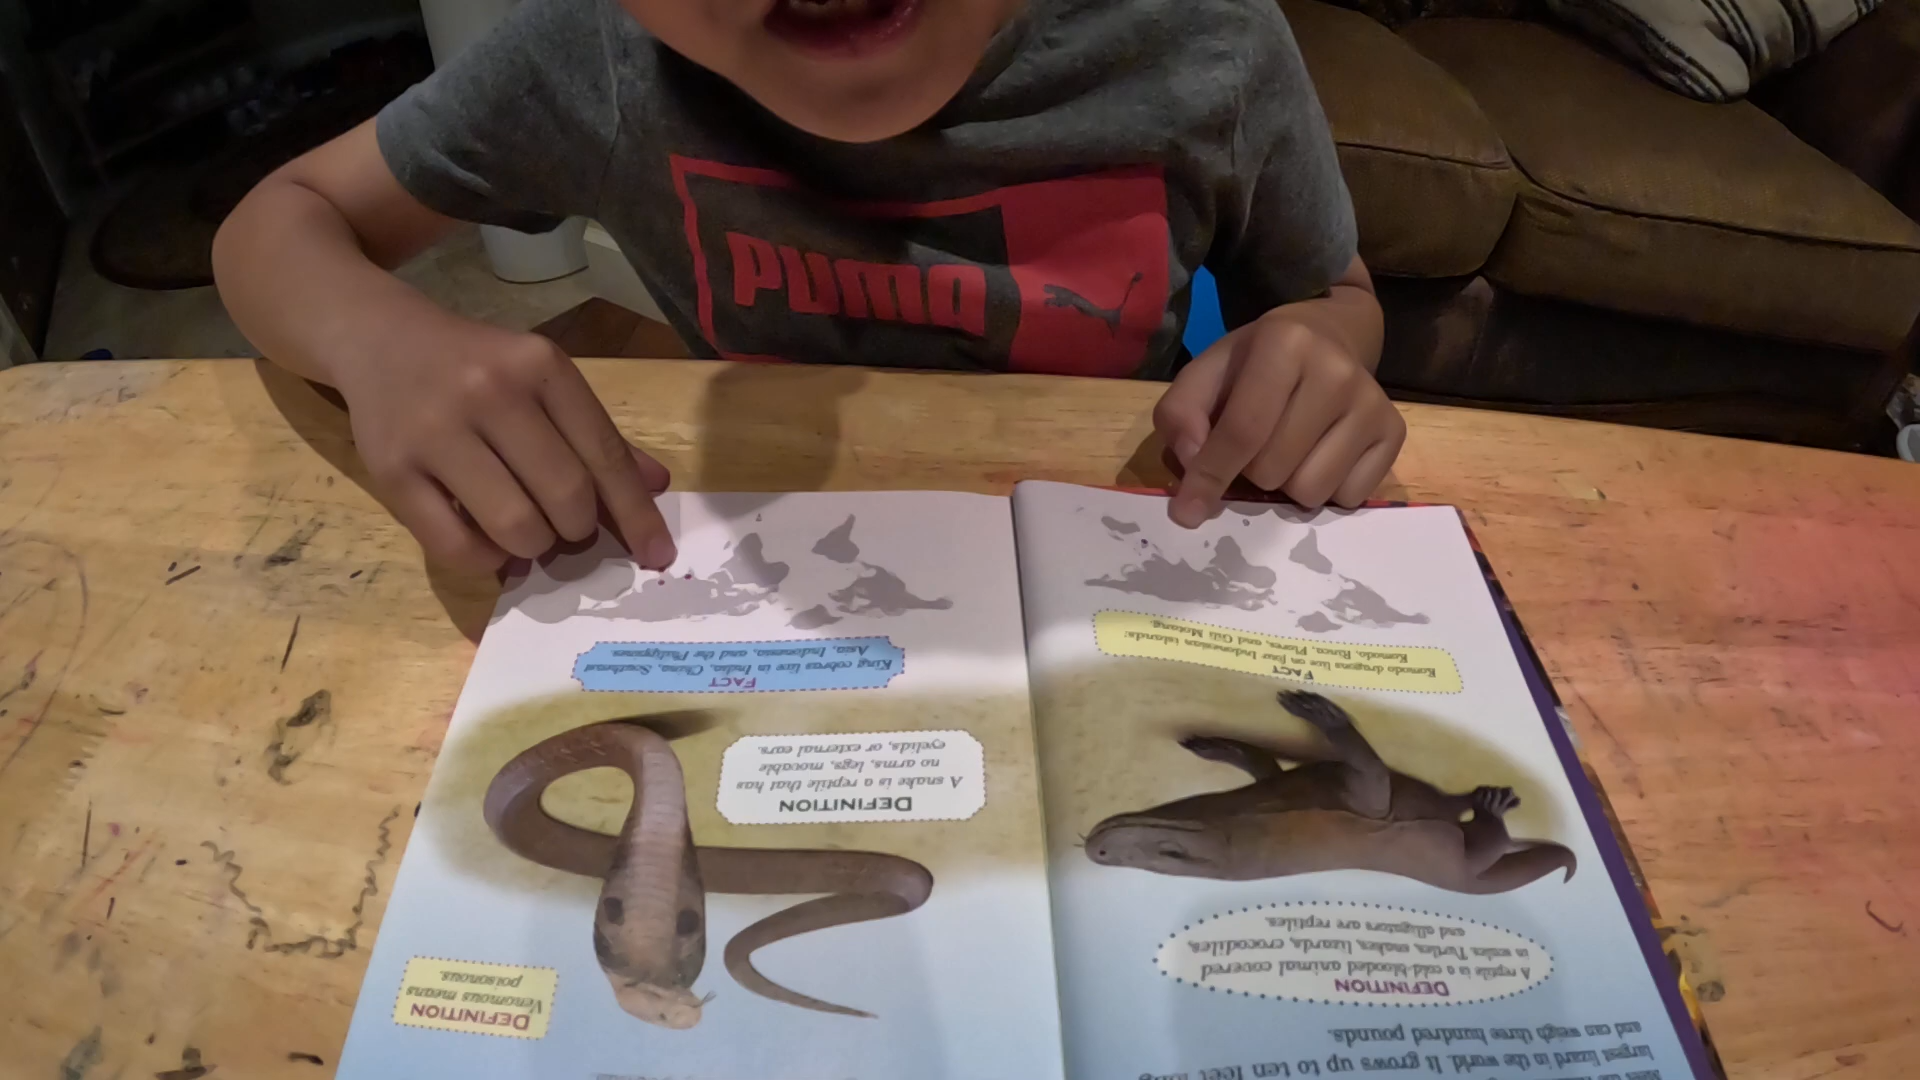 PUMA
largest lizard in the world. It grows up to ten feet long
and can weigh three hundred pounds.
DEFINITION
A reptile is a cold-blooded animal covered
in scales. Turtles, snakes, lizards, crocodiles,
and alligators are reptiles.
FACT
Komodo dragons live on four Indonesian islands:
Komodo, Rinca, Flores, and Gili Motang.
DEFINITION
Venomous means
poisonous.
DEFINITION
A snake is a reptile that has
no arms, legs, movable
eyelids, or external ears.
FACT
King cobras live in India, China, Southeast
Asia, Indonesia, and the Philippines.